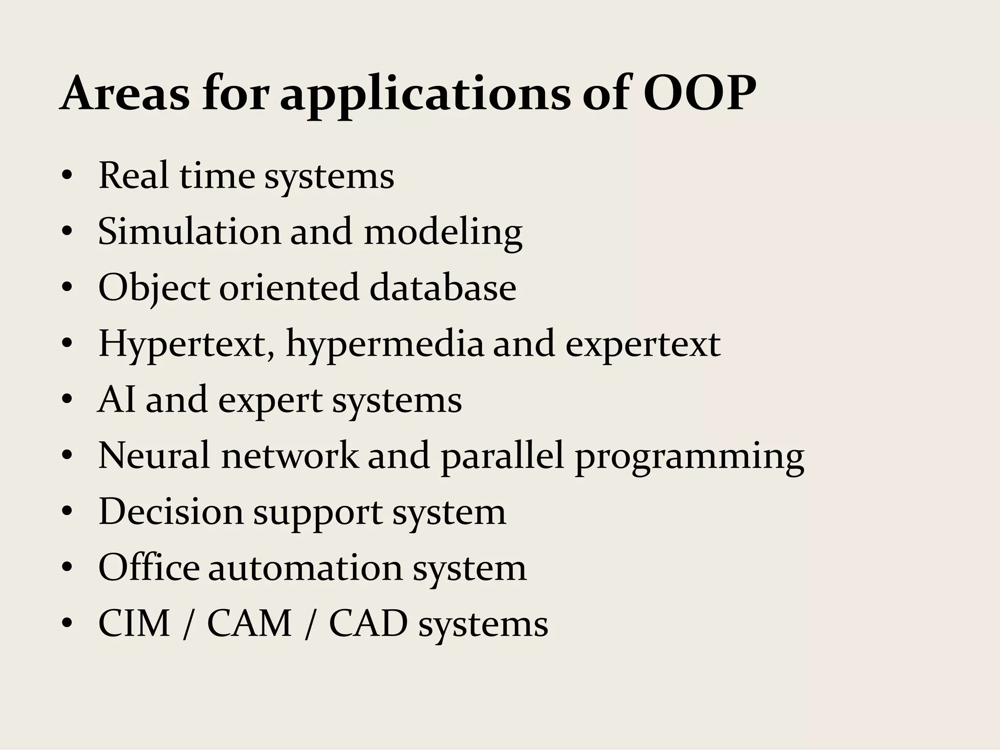 Areas for applications of OOP
• Real time systems
• Simulation and modeling
• Object oriented database
• Hypertext, hypermedia and expertext
• AI and expert systems
• Neural network and parallel programming
• Decision support system
• Office automation system
• CIM / CAM / CAD systems